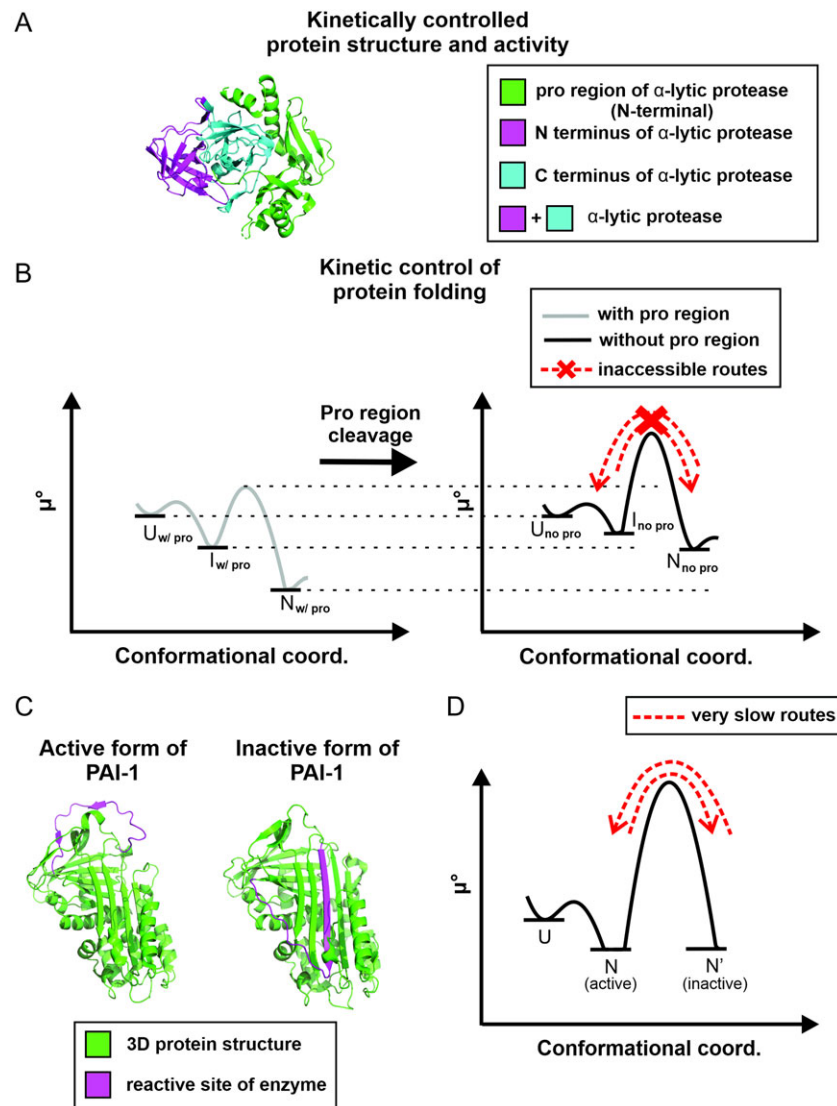 A
Kinetically controlled
protein structure and activity
pro region of α-lytic protease
(N-terminal)
N terminus of α-lytic protease
C terminus of α-lytic protease
+ α-lytic protease
B
Kinetic control of
protein folding
with pro region
without pro region
inaccessible routes
Pro region
cleavage
μ°
U w/ pro
I w/ pro
N w/ pro
Conformational coord.
μ°
U no pro
I no pro
N no pro
Conformational coord.
C
Active form of
PAI-1
Inactive form of
PAI-1
3D protein structure
reactive site of enzyme
D
very slow routes
μ°
U
N
(active)
N'
(inactive)
Conformational coord.